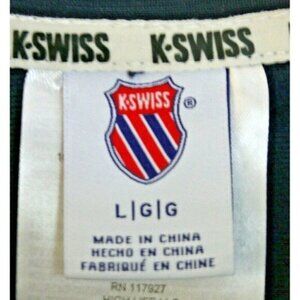 K·SWISS K·SWISS
K·SWISS ®
L|G|G
MADE IN CHINA
HECHO EN CHINA
FABRIQUÉ EN CHINE
RN 117927